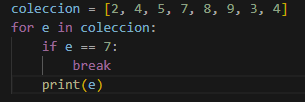 coleccion = [2, 4, 5, 7, 8, 9, 3, 4]
for e in coleccion:
    if e == 7:
        break
    print(e)